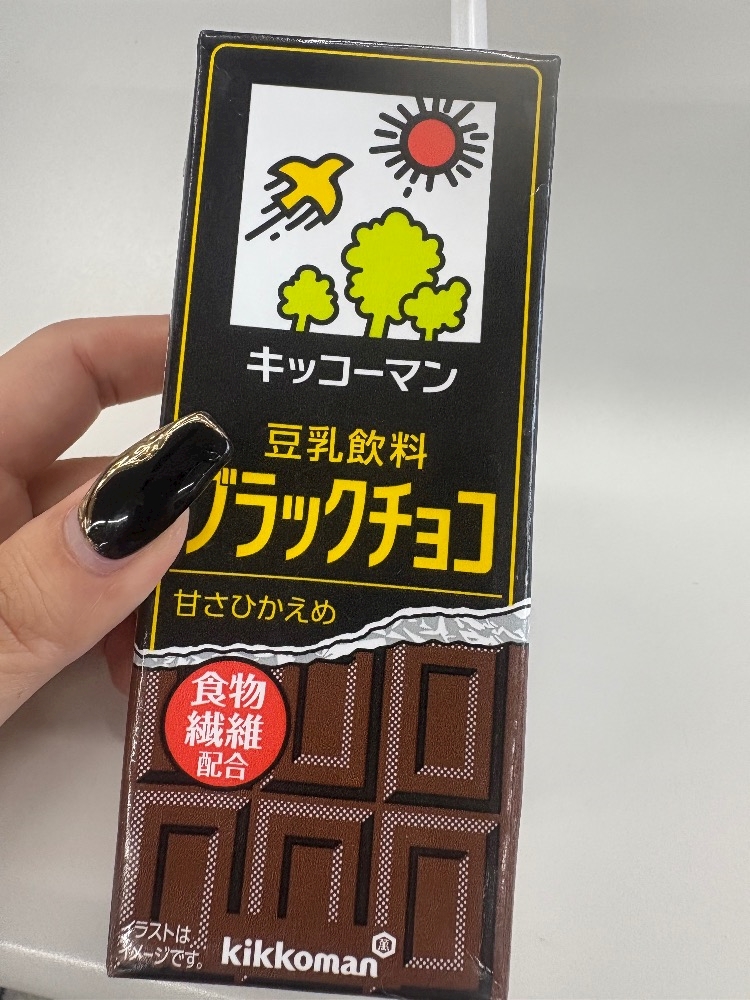 キッコーマン
豆乳飲料
ブラックチョコ
甘さひかえめ
食物
繊維
配合
イラストは
イメージです。
kikkoman
萬